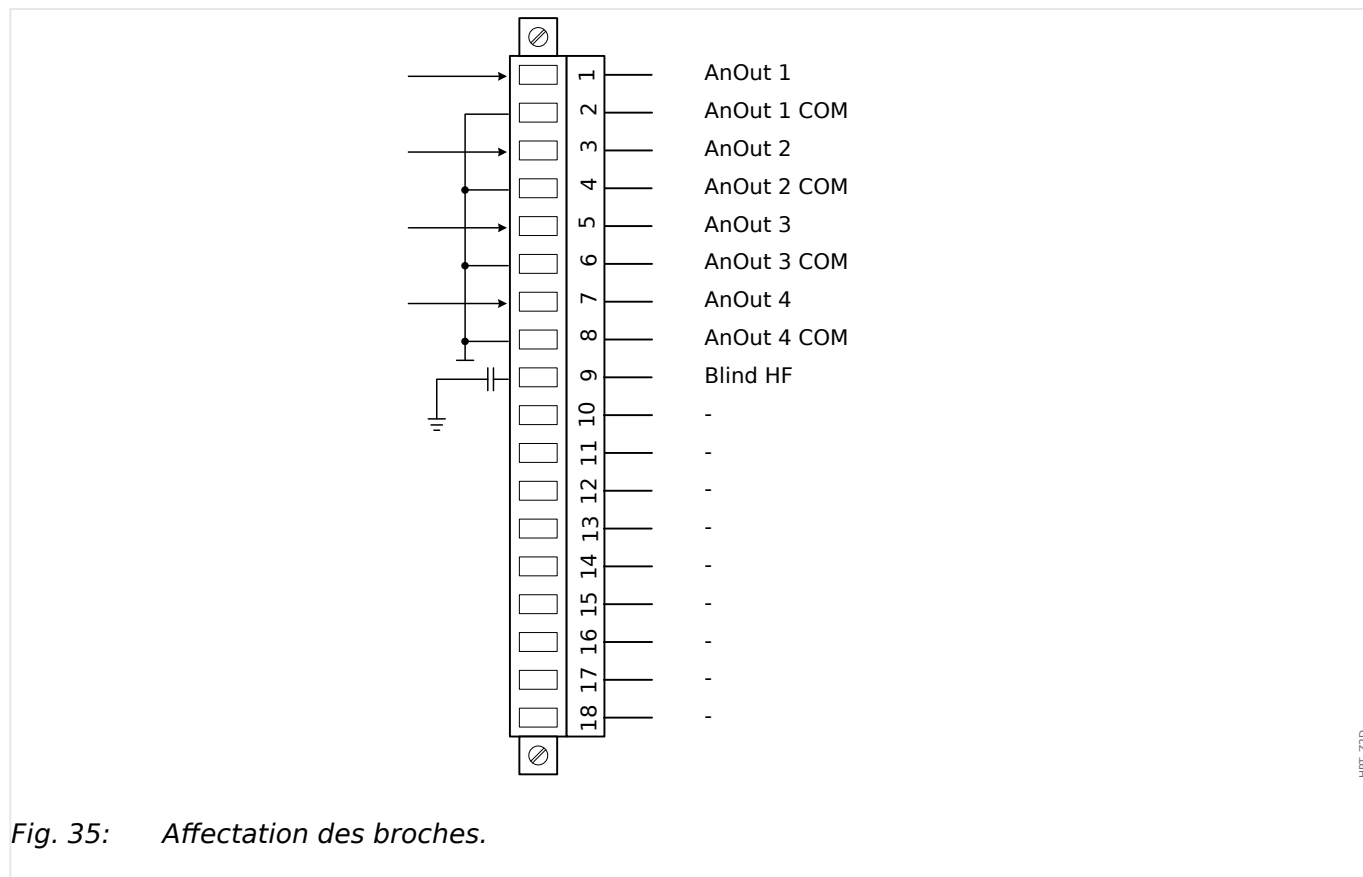 1 AnOut 1
2 AnOut 1 COM
3 AnOut 2
4 AnOut 2 COM
5 AnOut 3
6 AnOut 3 COM
7 AnOut 4
8 AnOut 4 COM
9 Blind HF
10 -
11 -
12 -
13 -
14 -
15 -
16 -
17 -
18 -
Fig. 35: Affectation des broches.